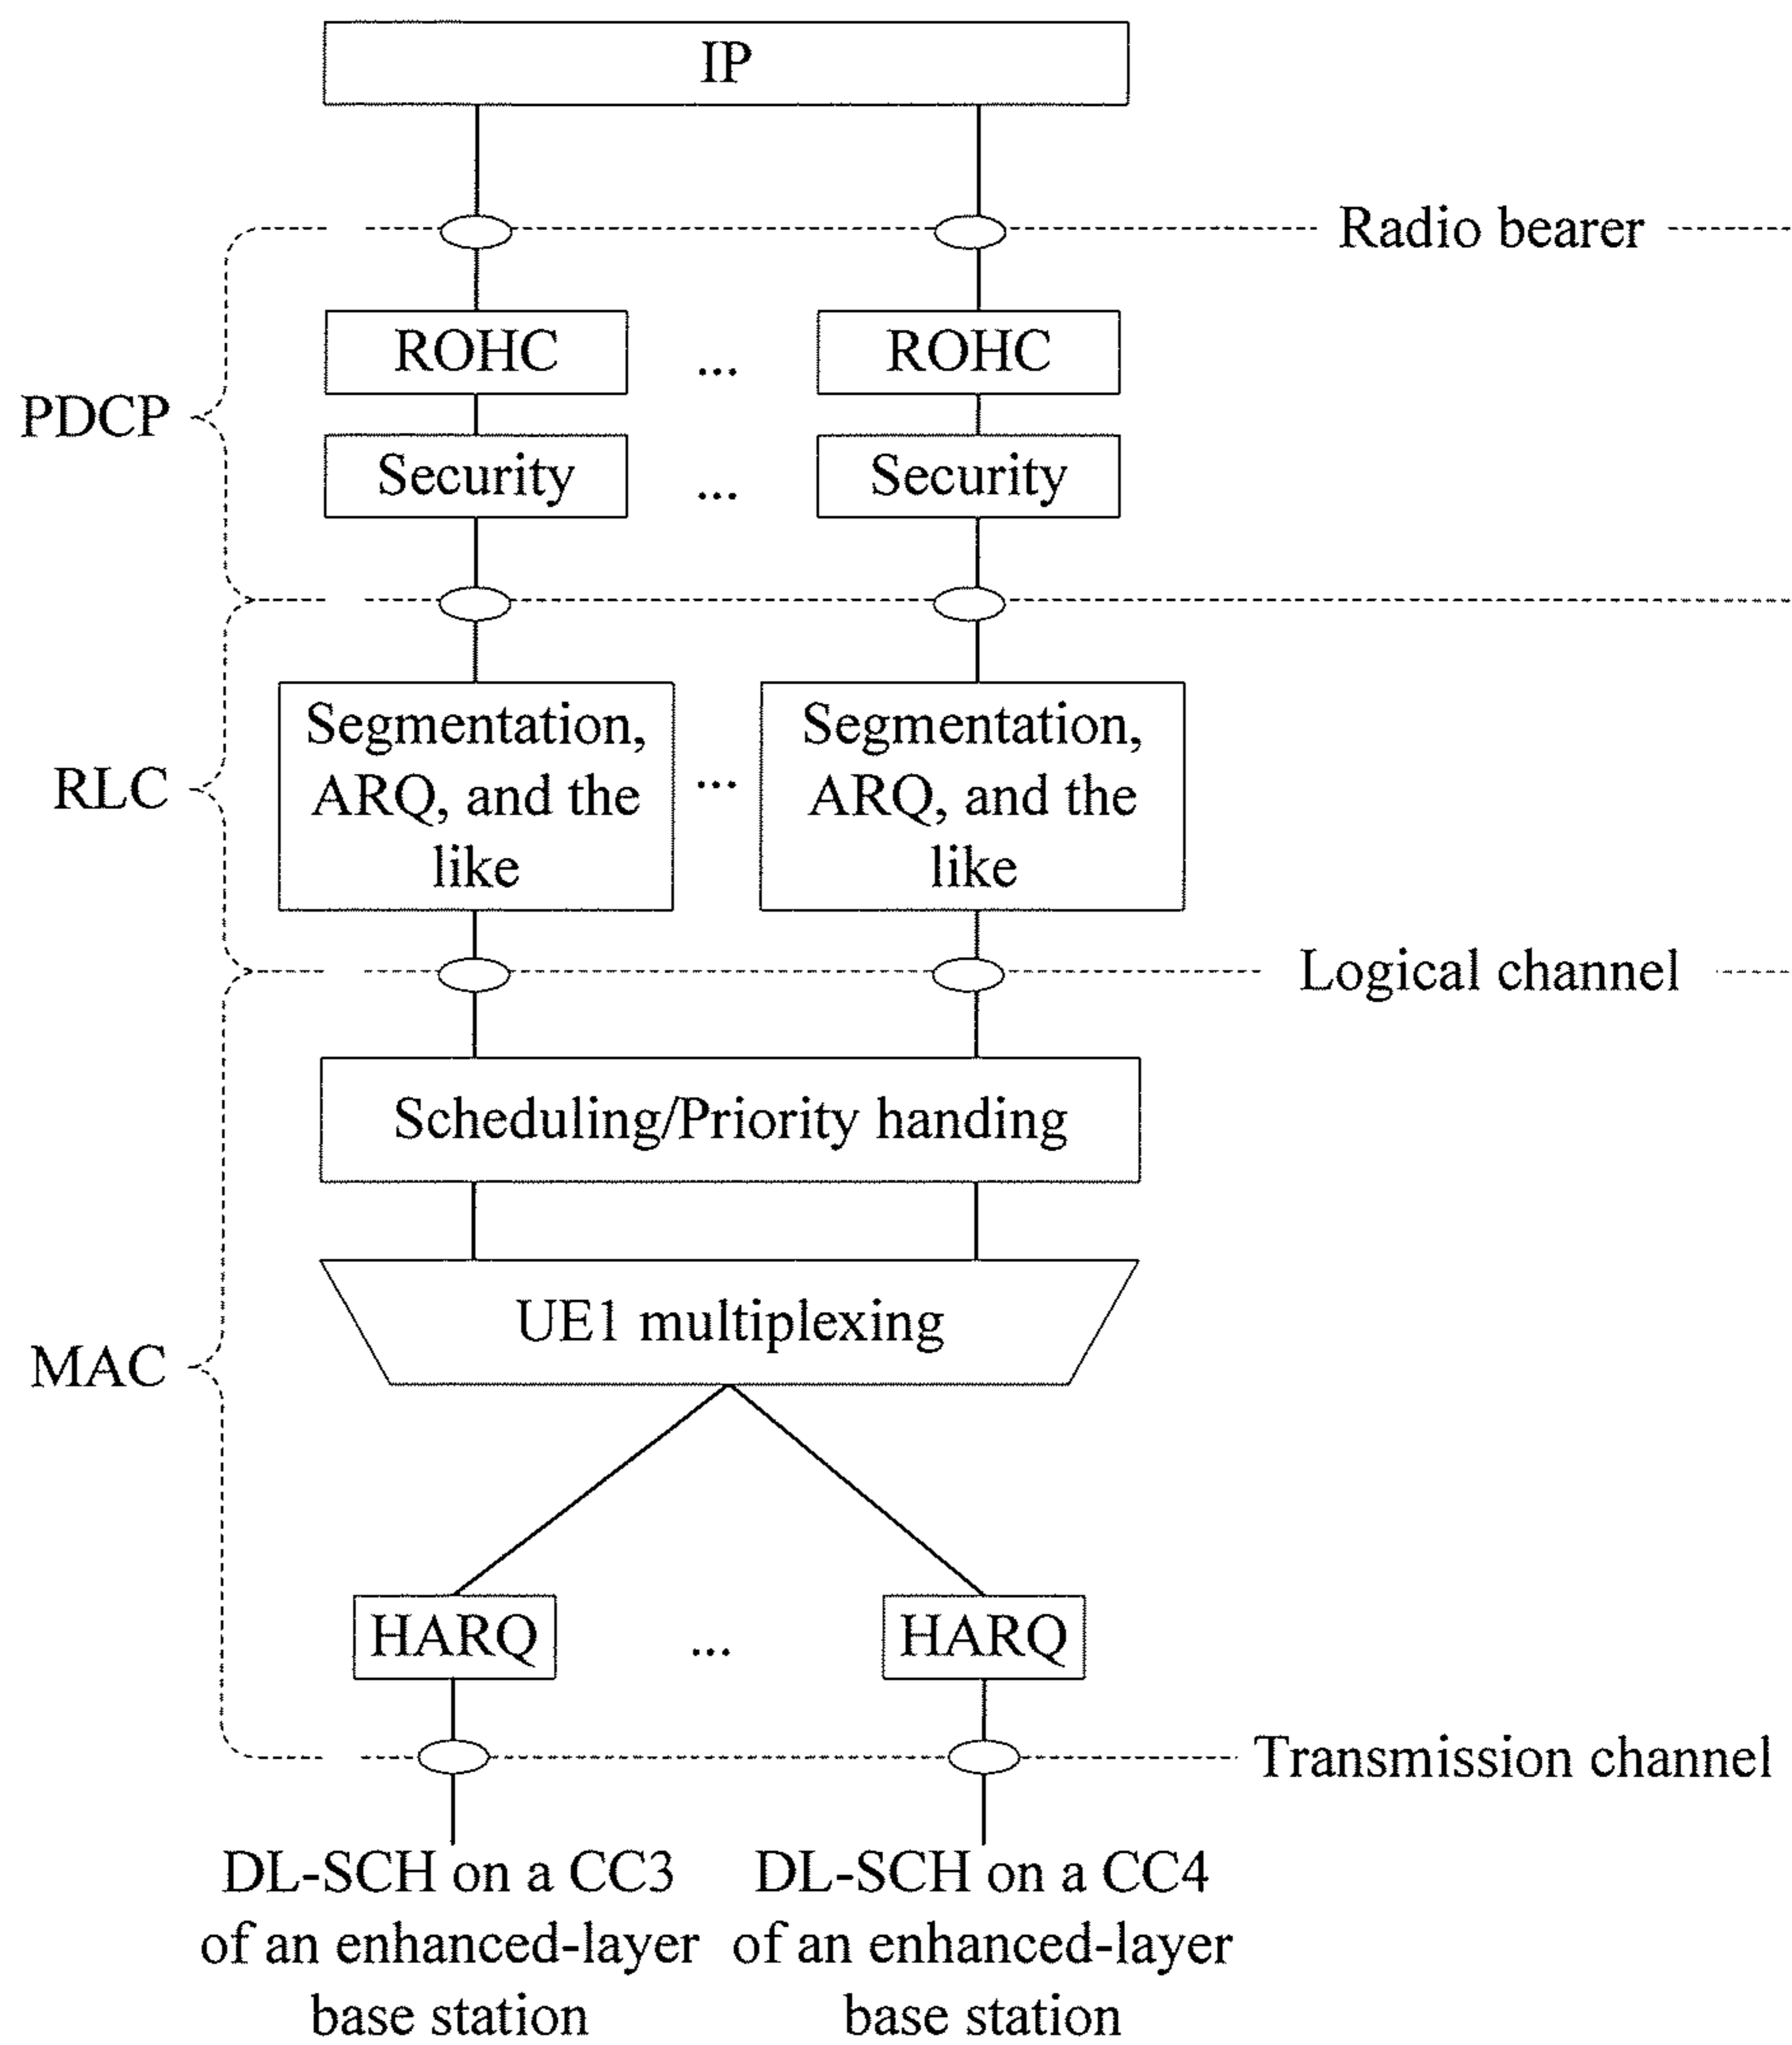 IP
Radio bearer
ROHC
...
ROHC
PDCP
Security
...
Security
Segmentation,
ARQ, and the
like
...
Segmentation,
ARQ, and the
like
RLC
Logical channel
Scheduling/Priority handing
UE1 multiplexing
MAC
HARQ
...
HARQ
Transmission channel
DL-SCH on a CC3
of an enhanced-layer
base station
DL-SCH on a CC4
of an enhanced-layer
base station